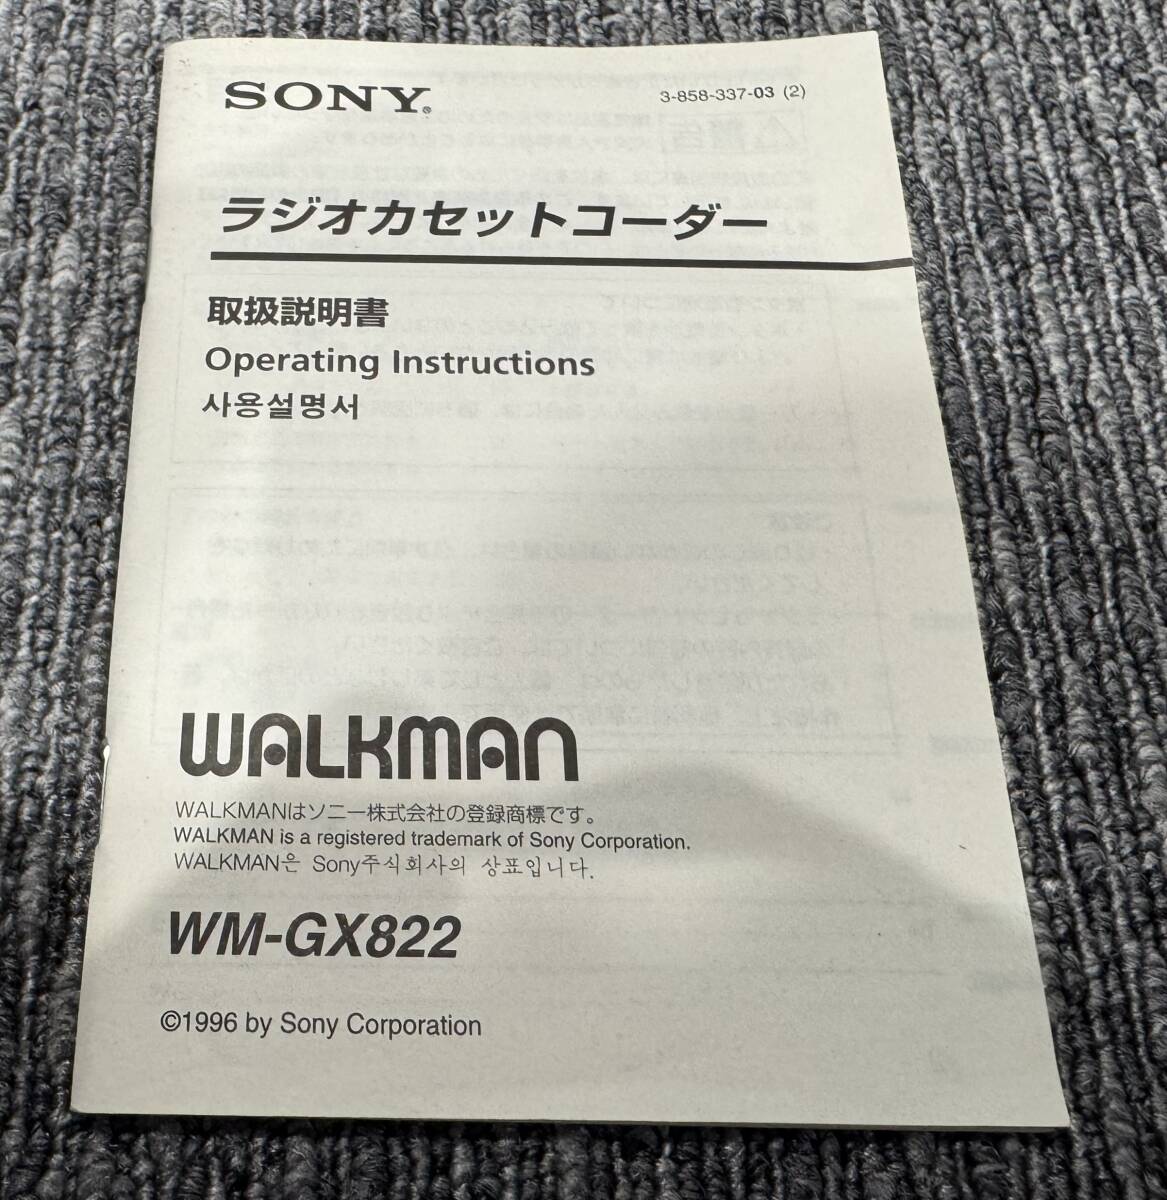 SONY®
3-858-337-03 (2)
ラジオカセットコーダー
取扱説明書
Operating Instructions
사용설명서
WALKMAN
WALKMANはソニー株式会社の登録商標です。
WALKMAN is a registered trademark of Sony Corporation.
WALKMAN은 Sony주식회사의 상표입니다.
WM-GX822
©1996 by Sony Corporation